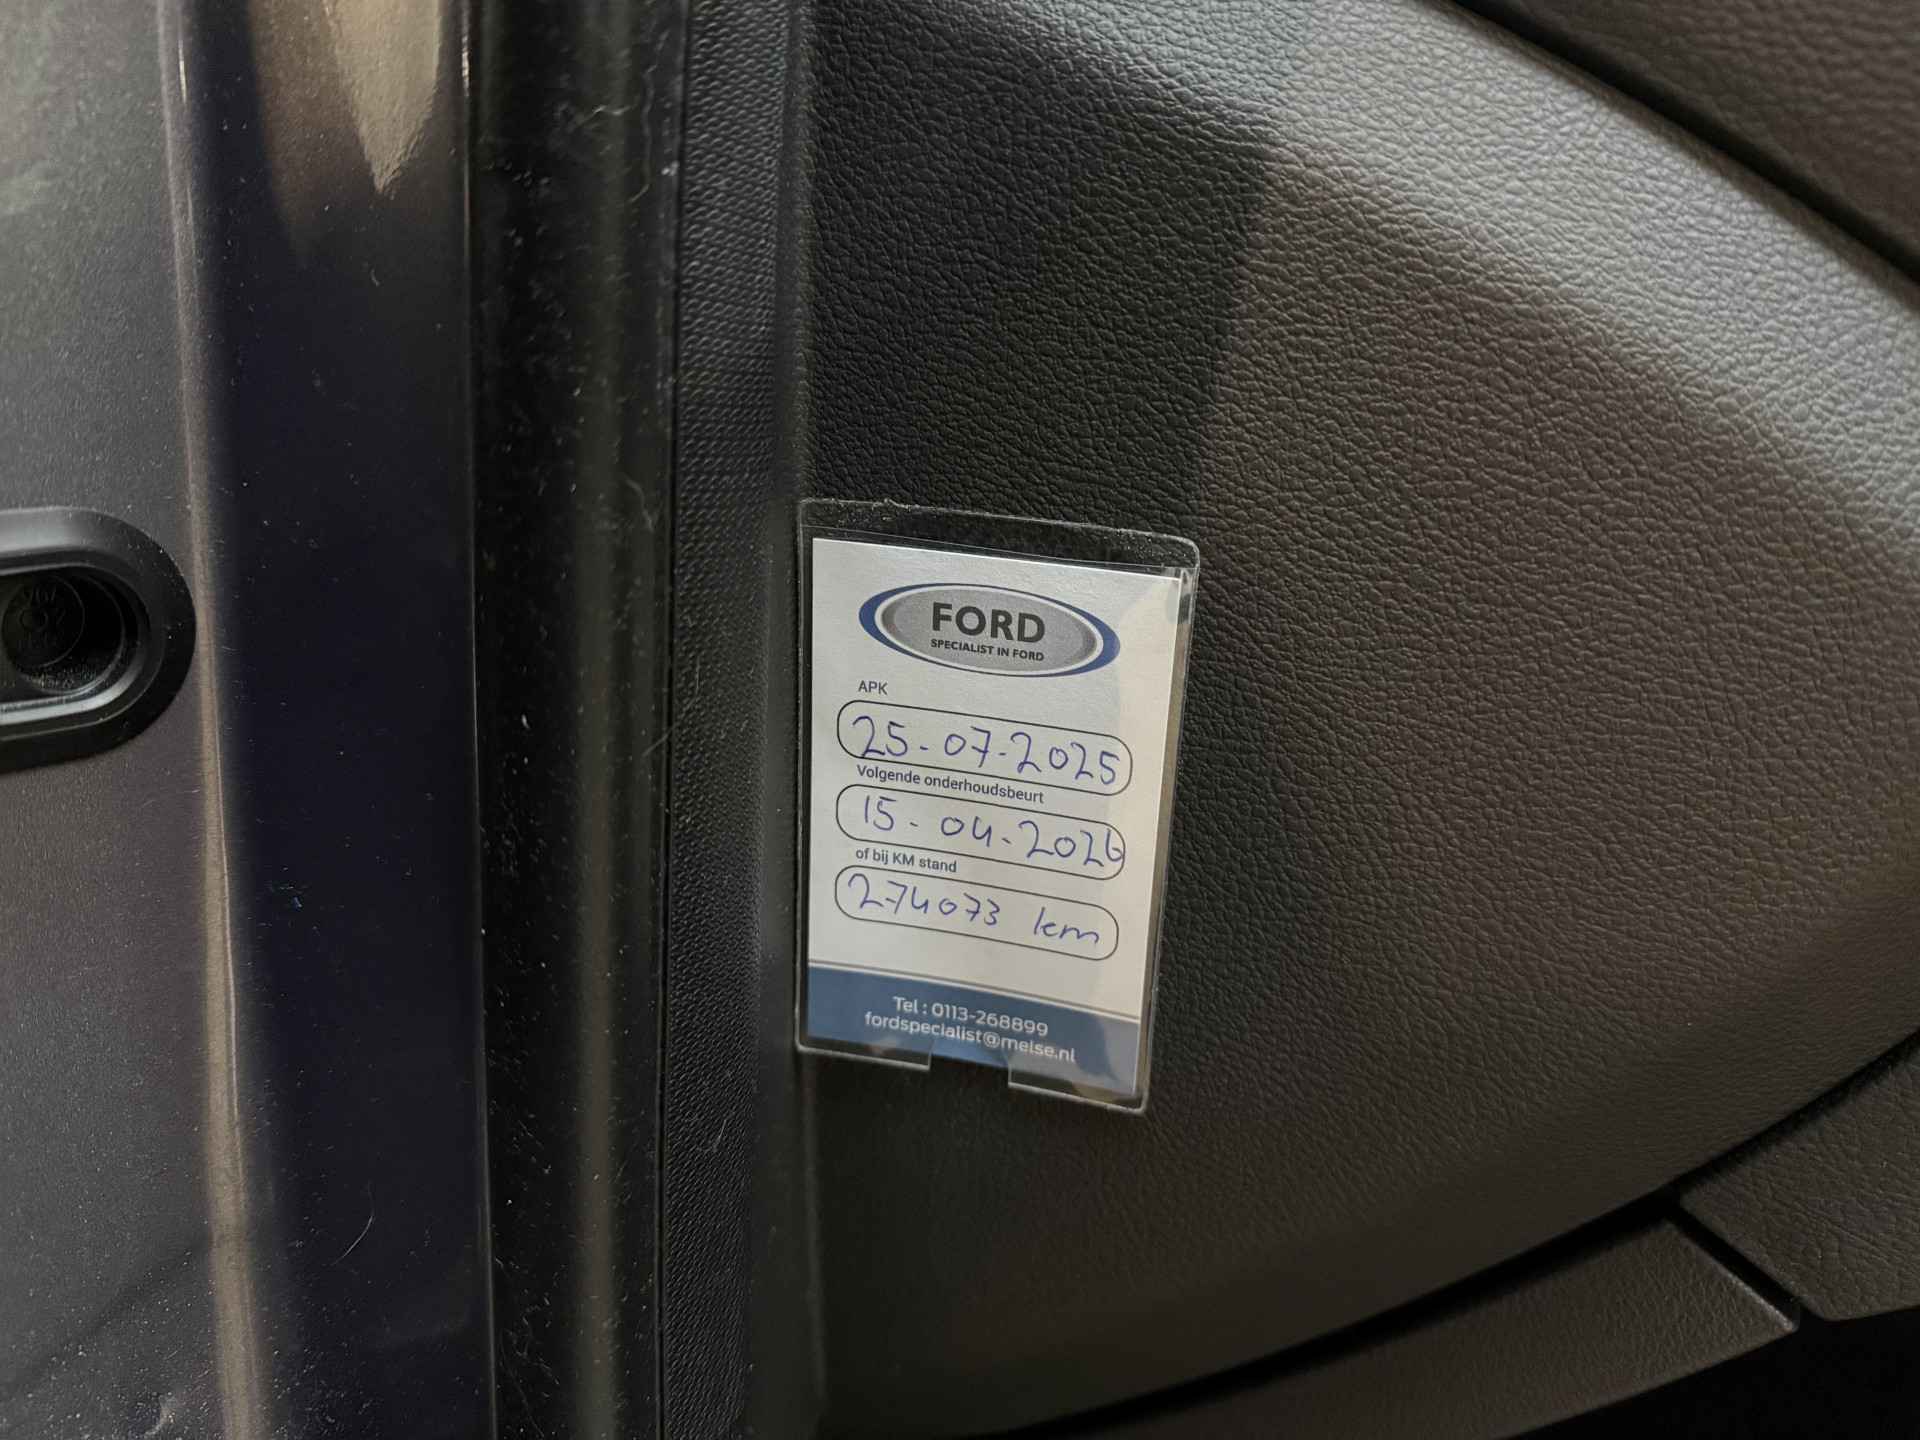 FORD
SPECIALIST IN FORD
APK
25-07-2025
Volgende onderhoudsbeurt
15-04-2026
of bij KM stand
274073 km
Tel : 0113-268899
fordspecialist@melse.nl